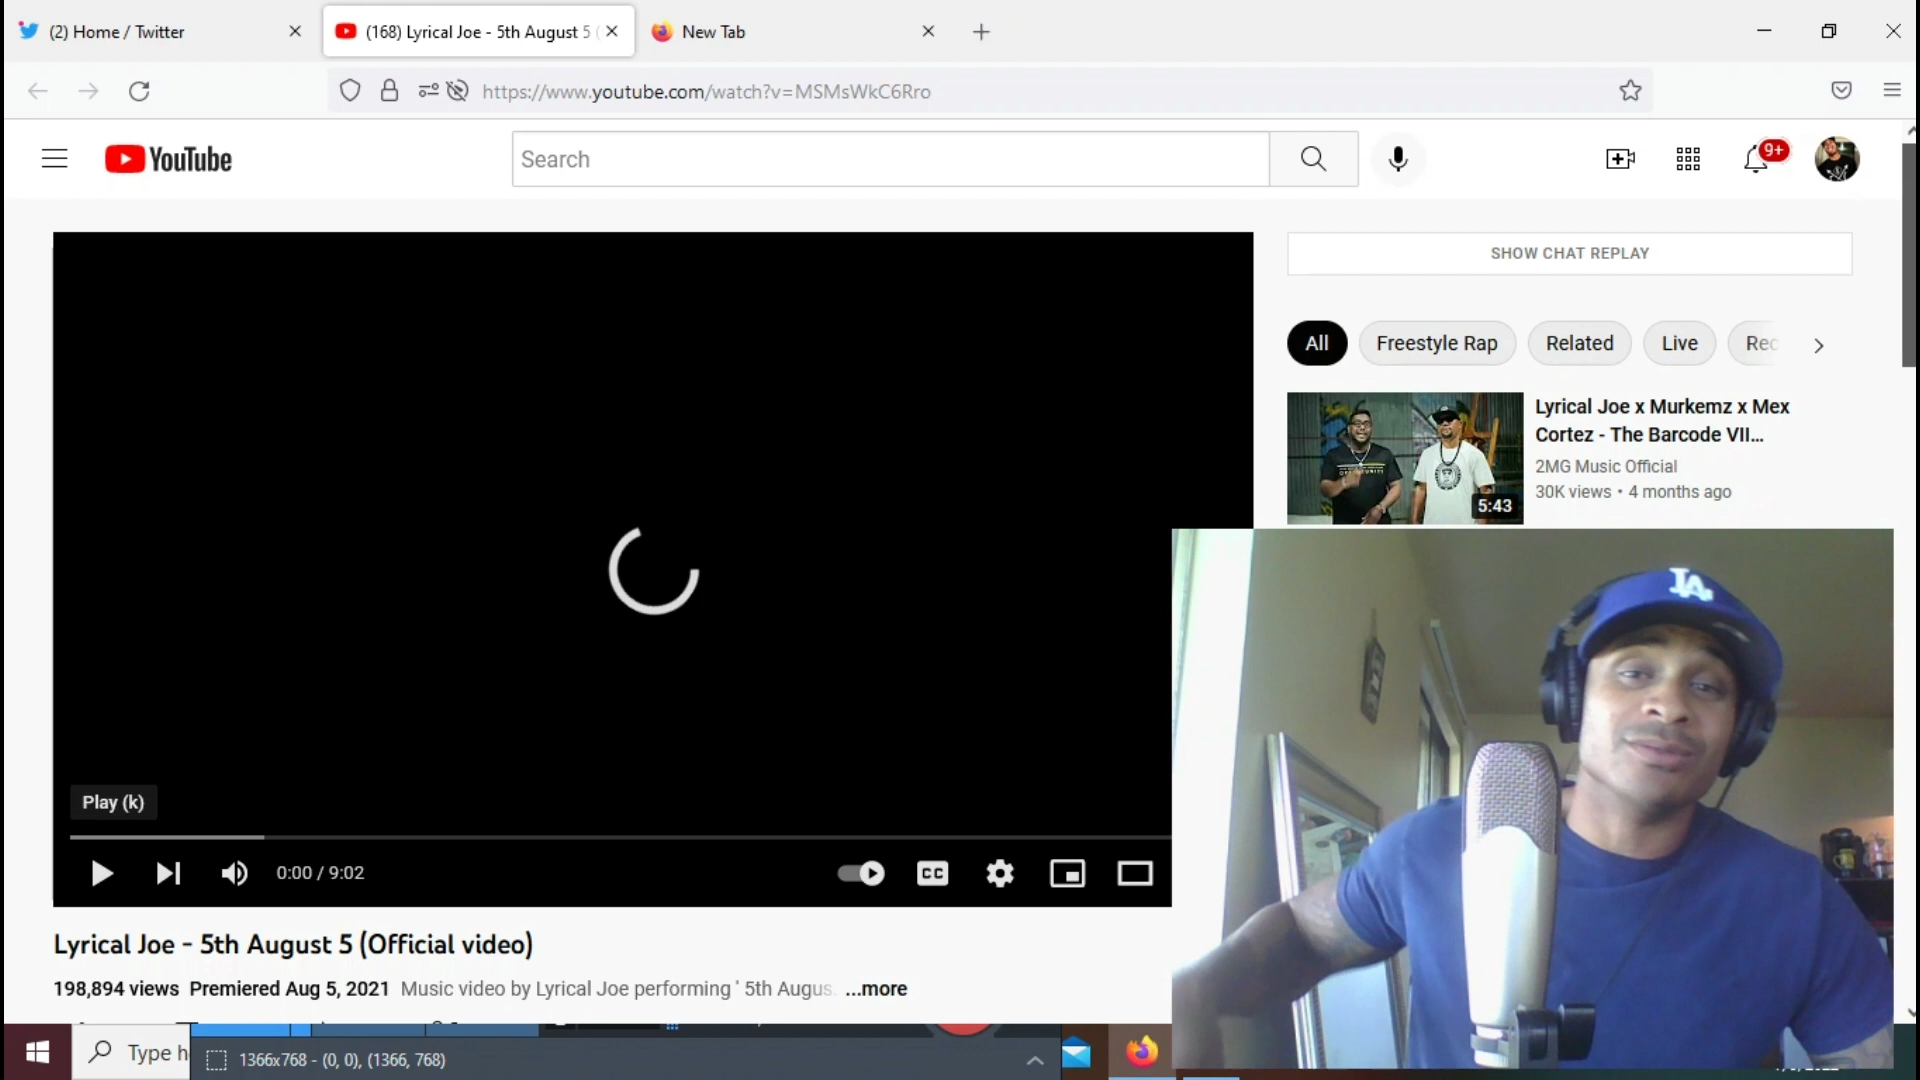 (2) Home / Twitter
(168) Lyrical Joe - 5th August 5 (
New Tab
https://www.youtube.com/watch?v=MSMsWkC6Rro
YouTube
Search
9+
SHOW CHAT REPLAY
All
Freestyle Rap
Related
Live
Rec
Lyrical Joe x Murkemz x Mex
Cortez - The Barcode VII...
2MG Music Official
30K views • 4 months ago
5:43
LA
Play (k)
0:00 / 9:02
CC
Lyrical Joe - 5th August 5 (Official video)
198,894 views Premiered Aug 5, 2021 Music video by Lyrical Joe performing ' 5th Augus. ...more
Type h
1366x768 - (0, 0), (1366, 768)